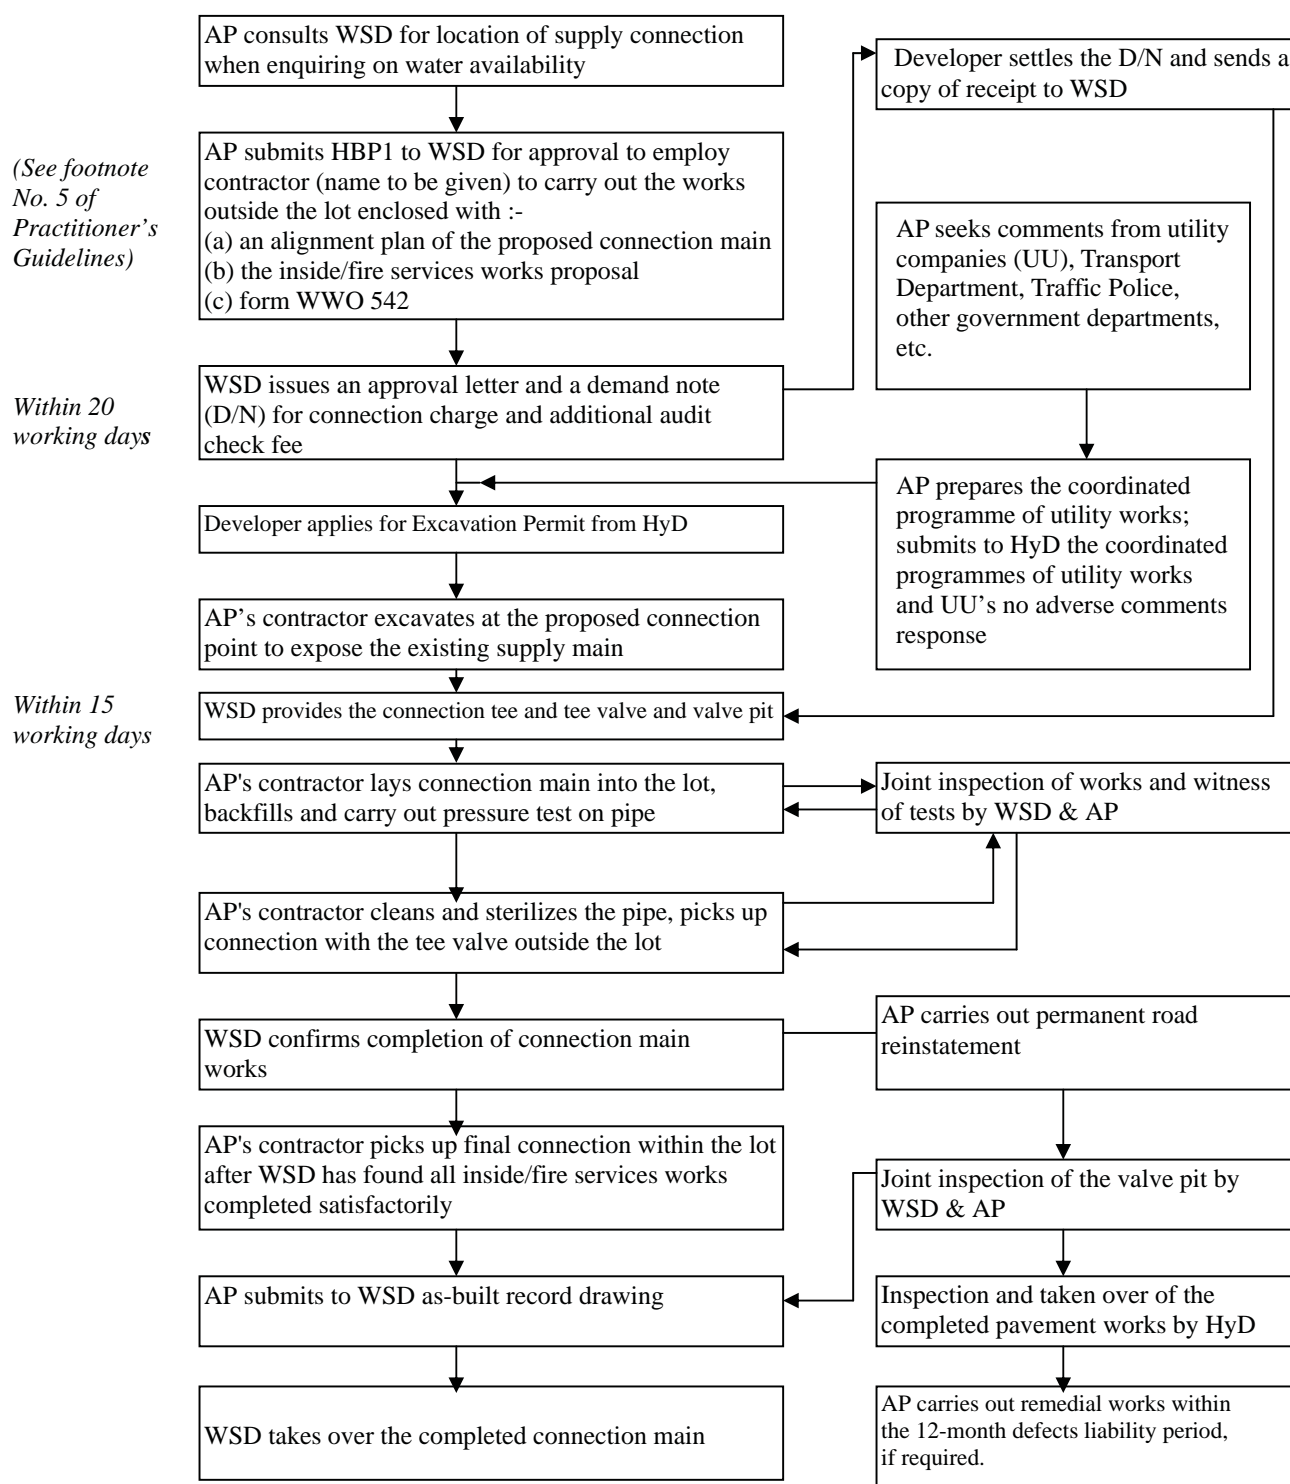 AP consults WSD for location of supply connection
when enquiring on water availability
Developer settles the D/N and sends a
copy of receipt to WSD
(See footnote
No. 5 of
Practitioner's
Guidelines)
AP submits HBP1 to WSD for approval to employ
contractor (name to be given) to carry out the works
outside the lot enclosed with :-
(a) an alignment plan of the proposed connection main
(b) the inside/fire services works proposal
(c) form WWO 542
AP seeks comments from utility
companies (UU), Transport
Department, Traffic Police,
other government departments,
etc.
Within 20
working days
WSD issues an approval letter and a demand note
(D/N) for connection charge and additional audit
check fee
AP prepares the coordinated
programme of utility works;
submits to HyD the coordinated
programmes of utility works
and UU's no adverse comments
response
Developer applies for Excavation Permit from HyD
AP's contractor excavates at the proposed connection
point to expose the existing supply main
Within 15
working days
WSD provides the connection tee and tee valve and valve pit
AP's contractor lays connection main into the lot,
backfills and carry out pressure test on pipe
Joint inspection of works and witness
of tests by WSD & AP
AP's contractor cleans and sterilizes the pipe, picks up
connection with the tee valve outside the lot
WSD confirms completion of connection main
works
AP carries out permanent road
reinstatement
AP's contractor picks up final connection within the lot
after WSD has found all inside/fire services works
completed satisfactorily
Joint inspection of the valve pit by
WSD & AP
AP submits to WSD as-built record drawing
Inspection and taken over of the
completed pavement works by HyD
WSD takes over the completed connection main
AP carries out remedial works within
the 12-month defects liability period,
if required.